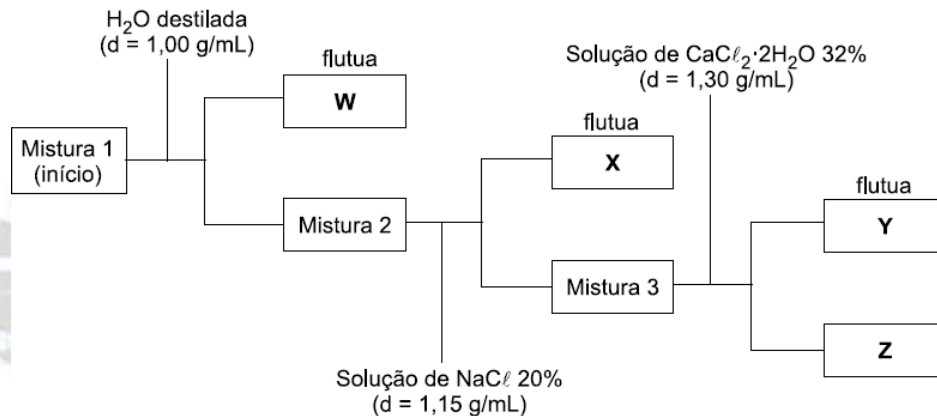 H₂O destilada
(d = 1,00 g/mL)
flutua
W
Mistura 1
(início)
Mistura 2
Solução de NaCℓ 20%
(d = 1,15 g/mL)
flutua
X
Mistura 3
Solução de CaCℓ₂·2H₂O 32%
(d = 1,30 g/mL)
flutua
Y
Z